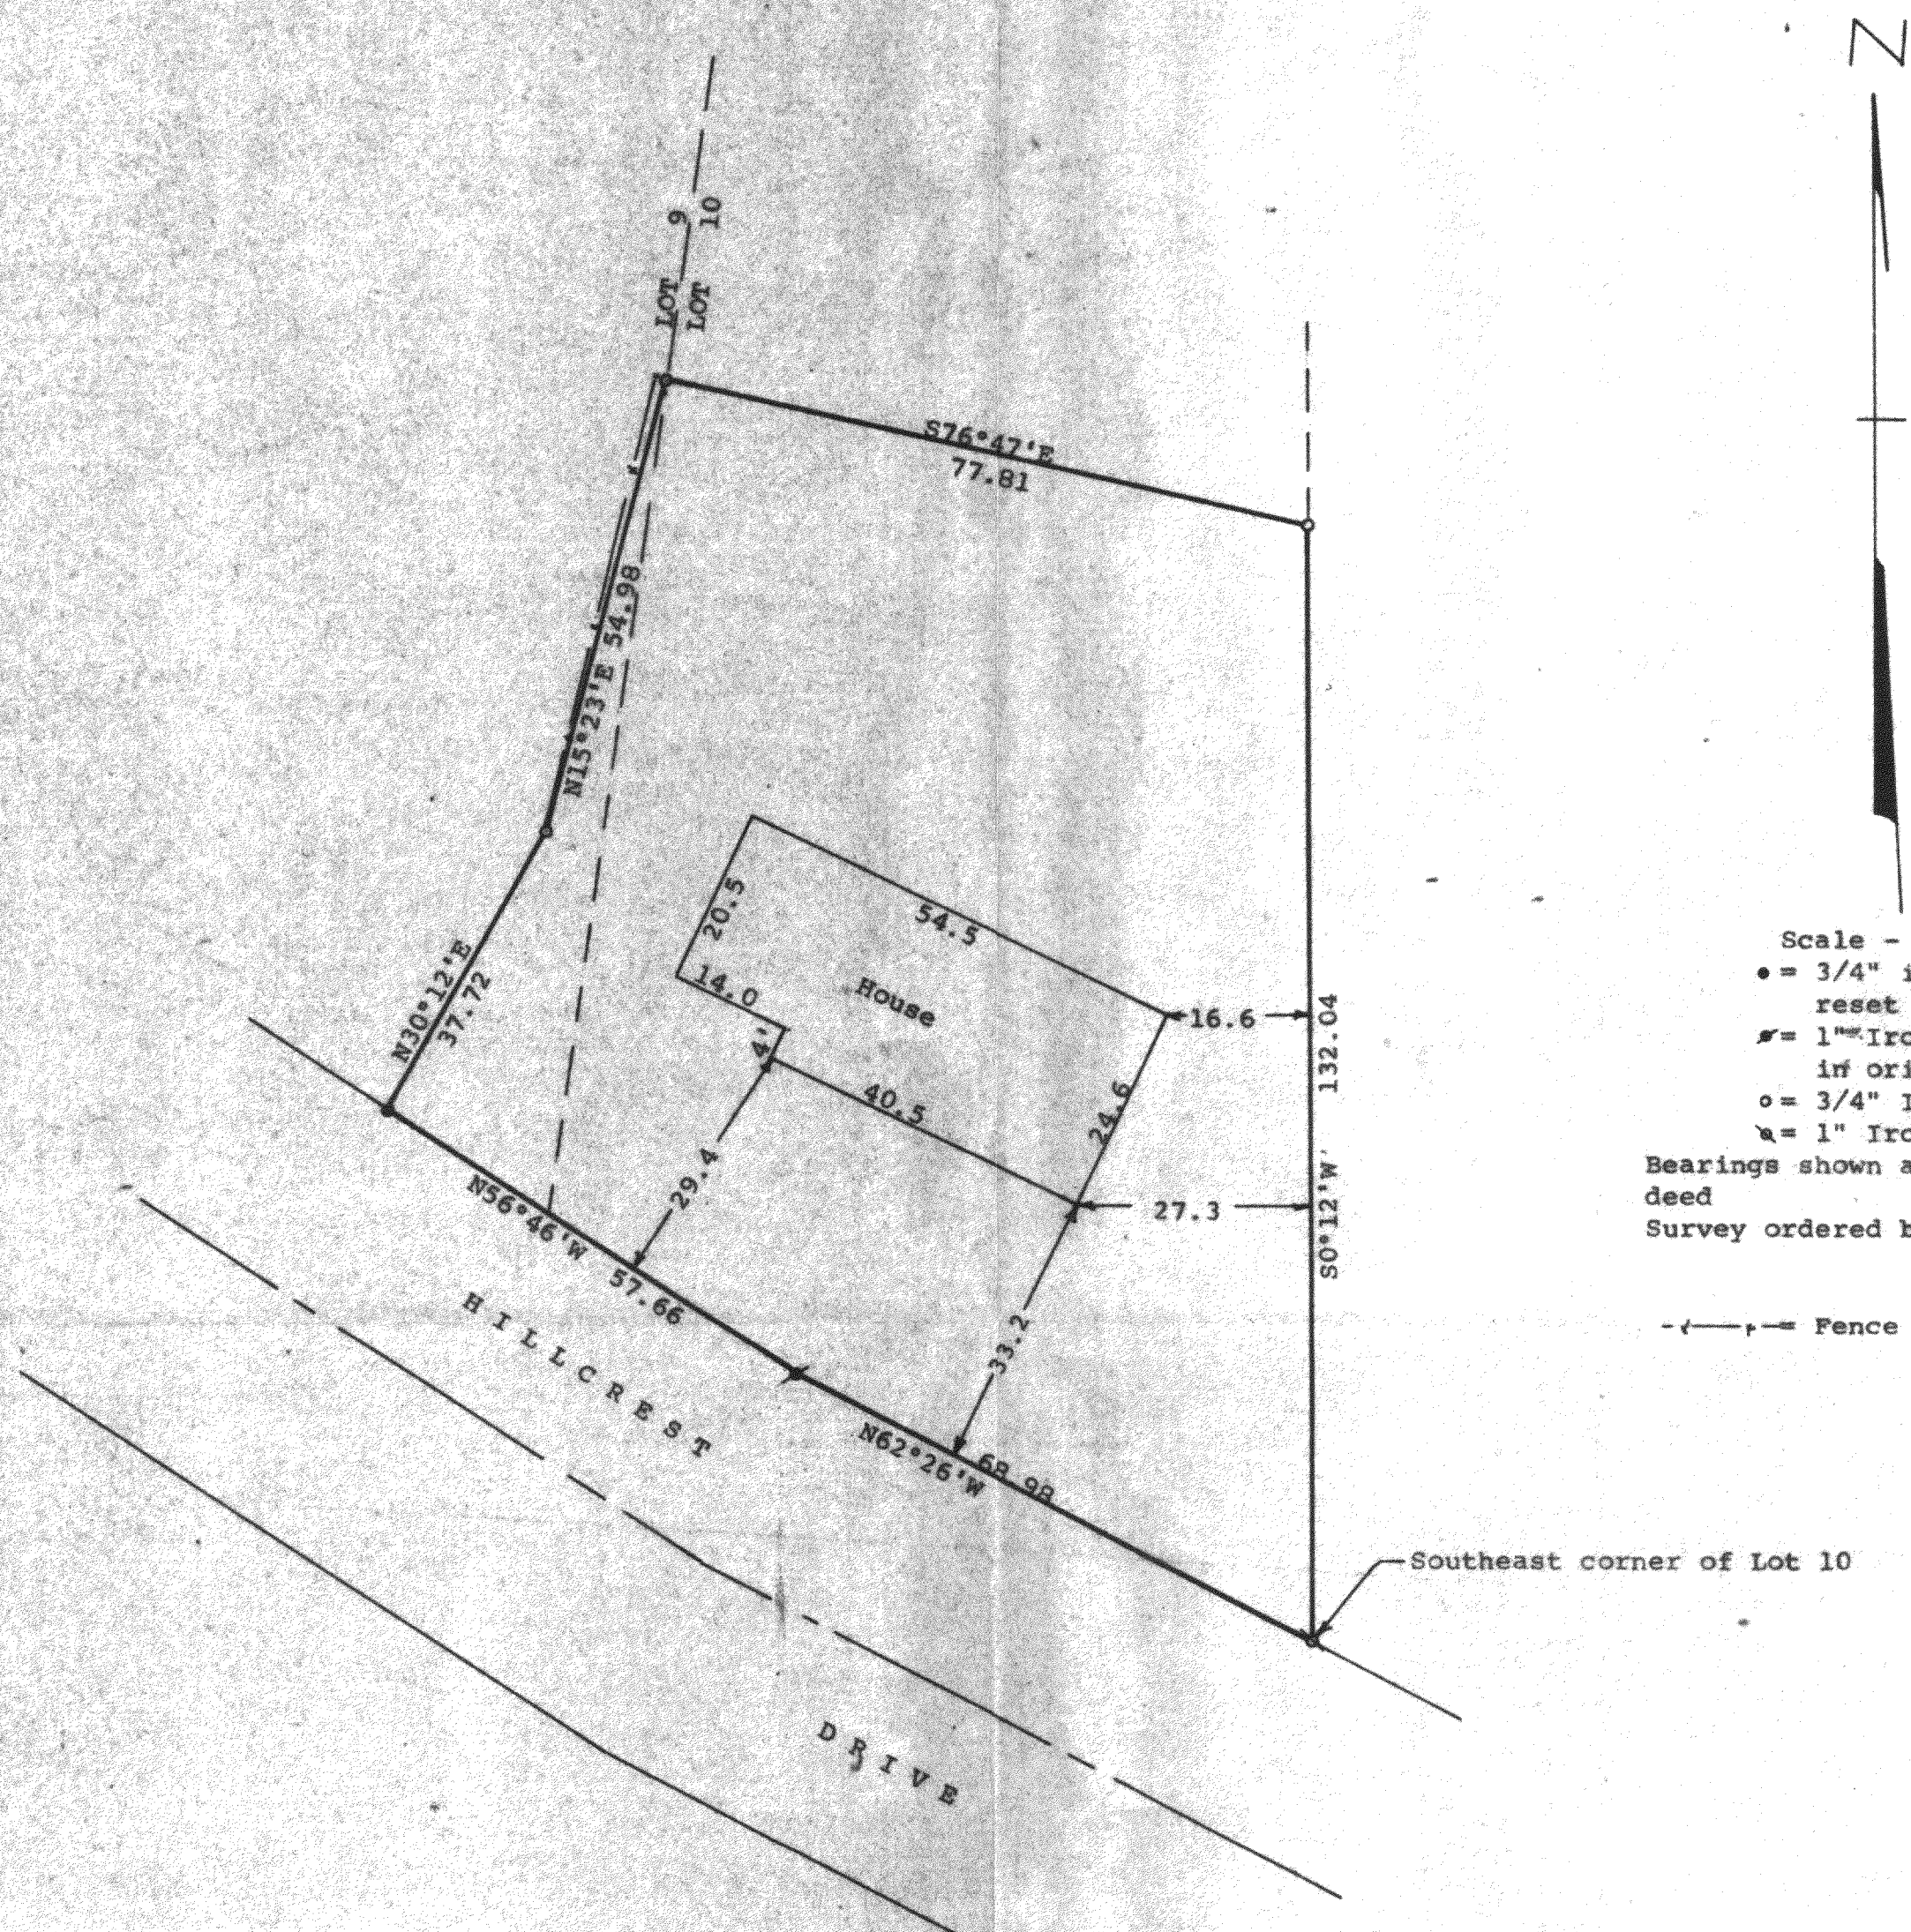 N
LOT 9
LOT 10
S76°47'E
77.81
N15°23'E 54.98
N30°12'E
37.72
20.5
54.5
14.0
House
4'
40.5
24.6
16.6
27.3
29.4
33.2
S0°12'W 132.04
N56°46'W 57.66
N62°26'W 68.98
HILLCREST
DRIVE
Southeast corner of Lot 10
Scale -
= 3/4"
reset
= 1"
in
= 3/4"
= 1"
Bearings shown
deed
Survey ordered
= Fence